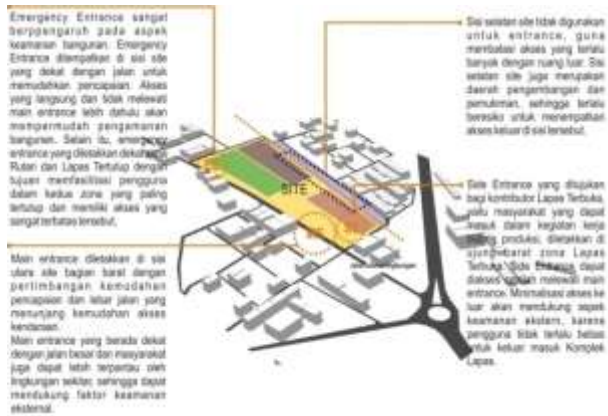 Emergency Entrance sangat
berppengaruh pada aspek
keamanan bangunan. Emergency
Entrance ditempatkan di sisi site
yang dekat dengan jalan untuk
memudahkan pencapaian. Akses
yang langsung dan tidak melewati
main entrance lebih dahulu akan
mempermudah pengamanan
bangunan. Selain itu, emergency
entrance yang diletakkan dekat
Rutan dan Lapas Tertutup dengan
tujuan memfasilitasi pengguna
dalam kedua zona yang paling
tertutup dan memiliki akses yang
sangat terbatas tersebut.
Main entrance diletakkan di sisi
utara site bagian barat dengan
pertimbangan kemudahan
pencapaian dan lebar jalan yang
menunjang kemudahan akses
kendaraan.
Main entrance yang berada dekat
dengan jalan besar dan masyarakat
juga dapat lebih terpantau oleh
lingkungan sekitar, sehingga dapat
mendukung faktor keamanan
eksternal.
SITE
Sisi selatan site tidak digunakan
untuk entrance, guna
membatasi akses yang terlalu
banyak dengan ruang luar. Sisi
selatan site juga merupakan
daerah pengembangan dan
pemukiman, sehingga terlalu
beresiko untuk menempatkan
akses keluar di sisi tersebut.
Side Entrance yang ditujukan
bagi kontributor Lapas Terbuka,
yaitu masyarakat yang dapat
masuk dalam kegiatan kerja
produksi, diletakkan di
ujung barat zona Lapas
Terbuka. Side Entrance dapat
diakses melewati main
entrance. Minimalisasi akses ke
luar akan mendukung aspek
keamanan ekstern, karena
pengguna tidak terlalu bebas
untuk keluar masuk Komplek
Lapas.